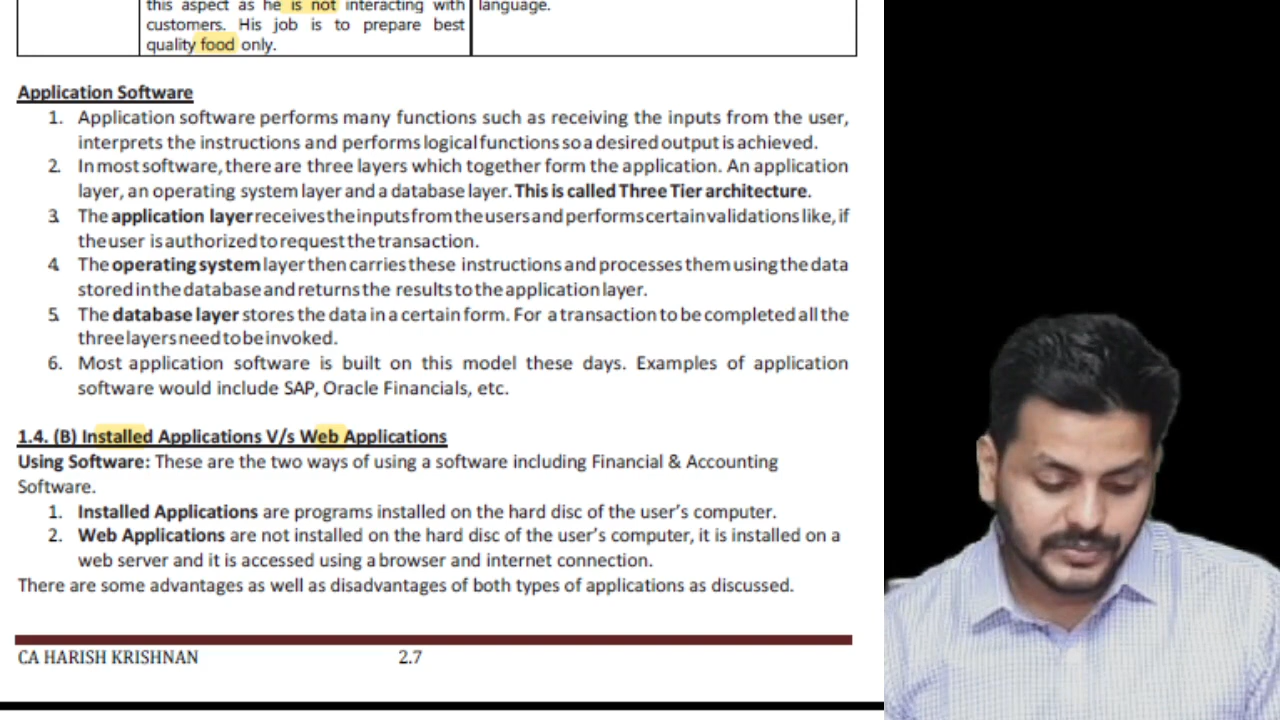 this aspect as he is not interacting with
language.
customers. His job is to prepare best
quality food only.
Application Software
1. Application software performs many functions such as receiving the inputs from the user,
interprets the instructions and performs logical functions so a desired output is achieved.
2. In most software, there are three layers which together form the application. An application
layer, an operating system layer and a database layer. This is called Three Tier architecture.
3. The application layer receives the inputs from the users and performs certain validations like, if
the user is authorized to request the transaction.
4. The operating system layer then carries these instructions and processes them using the data
stored in the database and returns the results to the application layer.
5. The database layer stores the data in a certain form. For a transaction to be completed all the
three layers need to be invoked.
6. Most application software is built on this model these days. Examples of application
software would include SAP, Oracle Financials, etc.
1.4. (B) Installed Applications V/s Web Applications
Using Software: These are the two ways of using a software including Financial & Accounting
Software.
1. Installed Applications are programs installed on the hard disc of the user's computer.
2. Web Applications are not installed on the hard disc of the user's computer, it is installed on a
web server and it is accessed using a browser and internet connection.
There are some advantages as well as disadvantages of both types of applications as discussed.
CA HARISH KRISHNAN 2.7